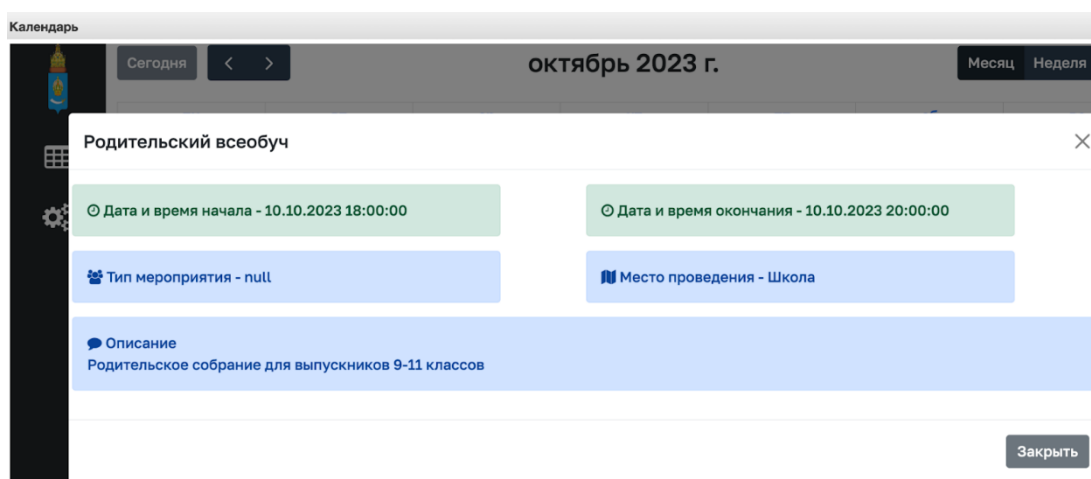 Календарь
Сегодня
октябрь 2023 г.
Месяц Неделя
Родительский всеобуч
Дата и время начала - 10.10.2023 18:00:00
Дата и время окончания - 10.10.2023 20:00:00
Тип мероприятия - null
Место проведения - Школа
Описание
Родительское собрание для выпускников 9-11 классов
Закрыть